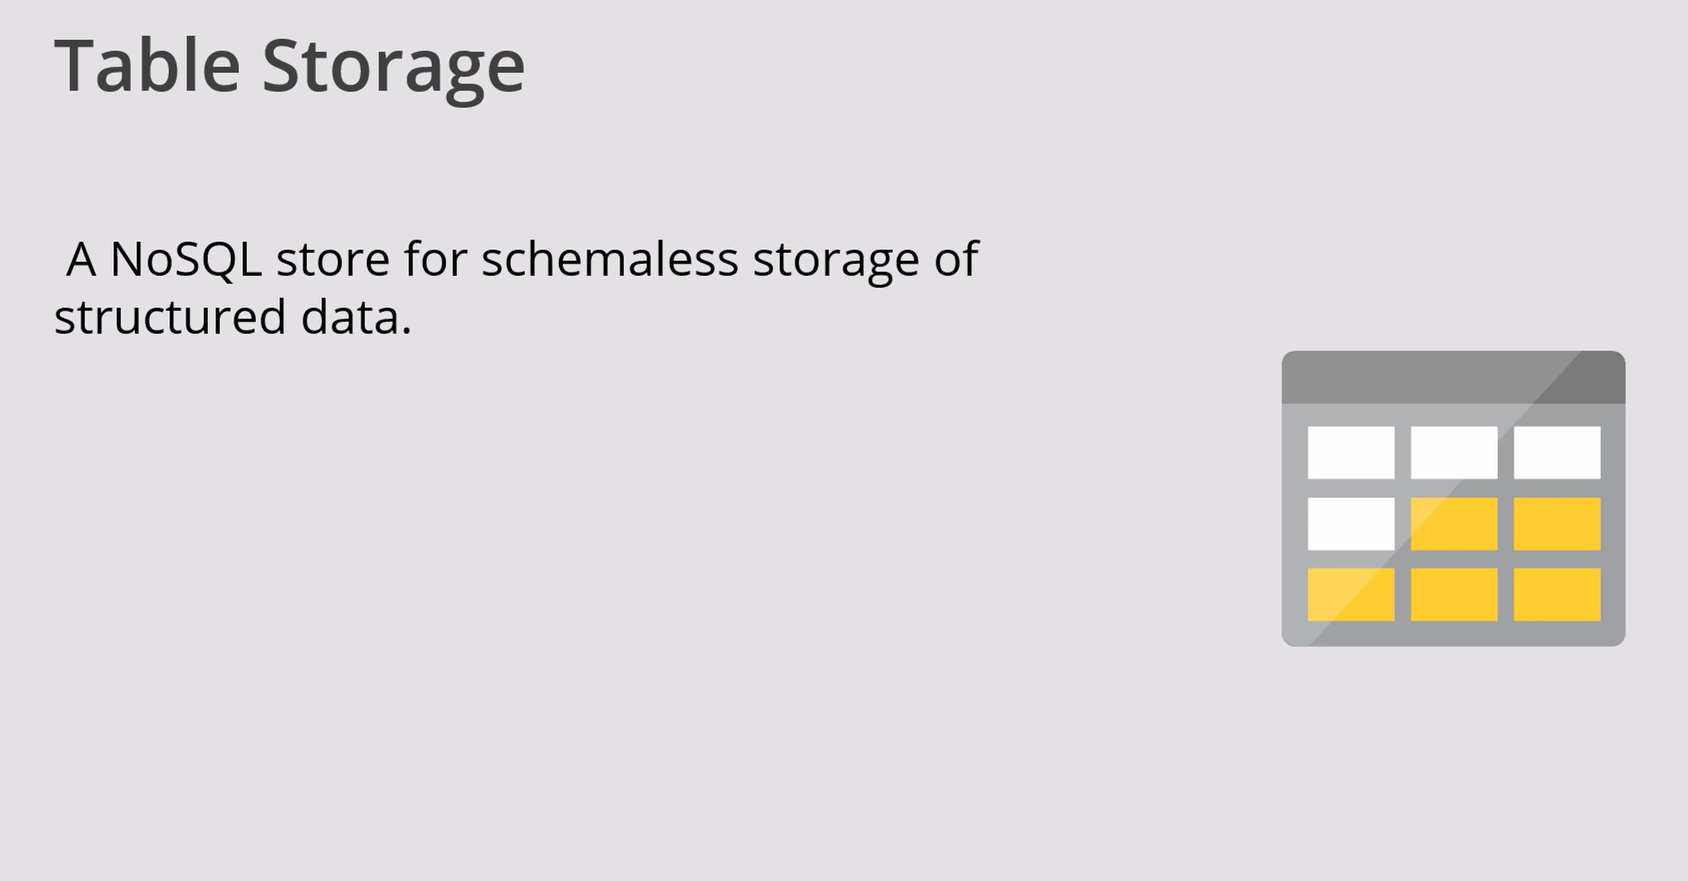 Table Storage
A NoSQL store for schemaless storage of
structured data.